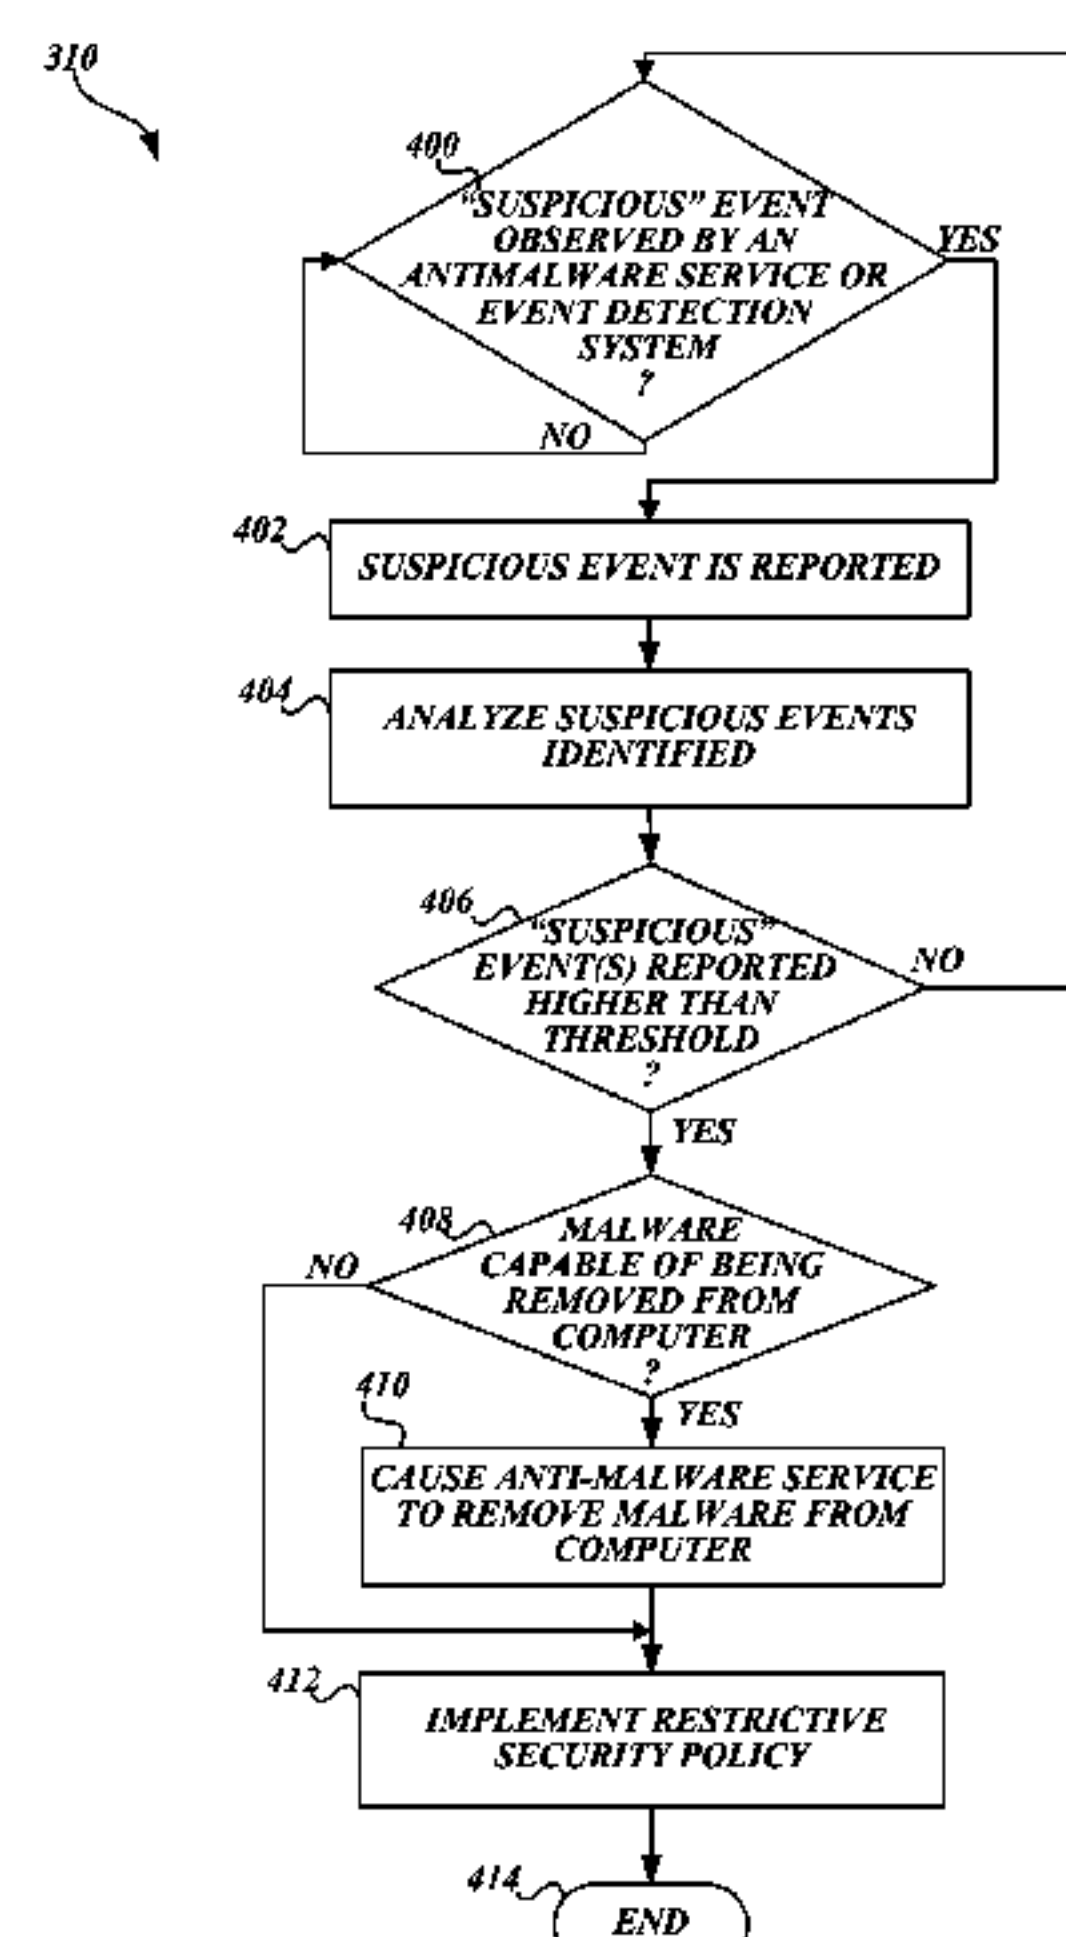 310
400
“SUSPICIOUS” EVENT
OBSERVED BY AN
ANTIMALWARE SERVICE OR
EVENT DETECTION
SYSTEM
?
YES
NO
402
SUSPICIOUS EVENT IS REPORTED
404
ANALYZE SUSPICIOUS EVENTS
IDENTIFIED
406
“SUSPICIOUS”
EVENT(S) REPORTED
HIGHER THAN
THRESHOLD
?
NO
YES
408
MALWARE
CAPABLE OF BEING
REMOVED FROM
COMPUTER
?
NO
YES
410
CAUSE ANTI-MALWARE SERVICE
TO REMOVE MALWARE FROM
COMPUTER
412
IMPLEMENT RESTRICTIVE
SECURITY POLICY
414
END